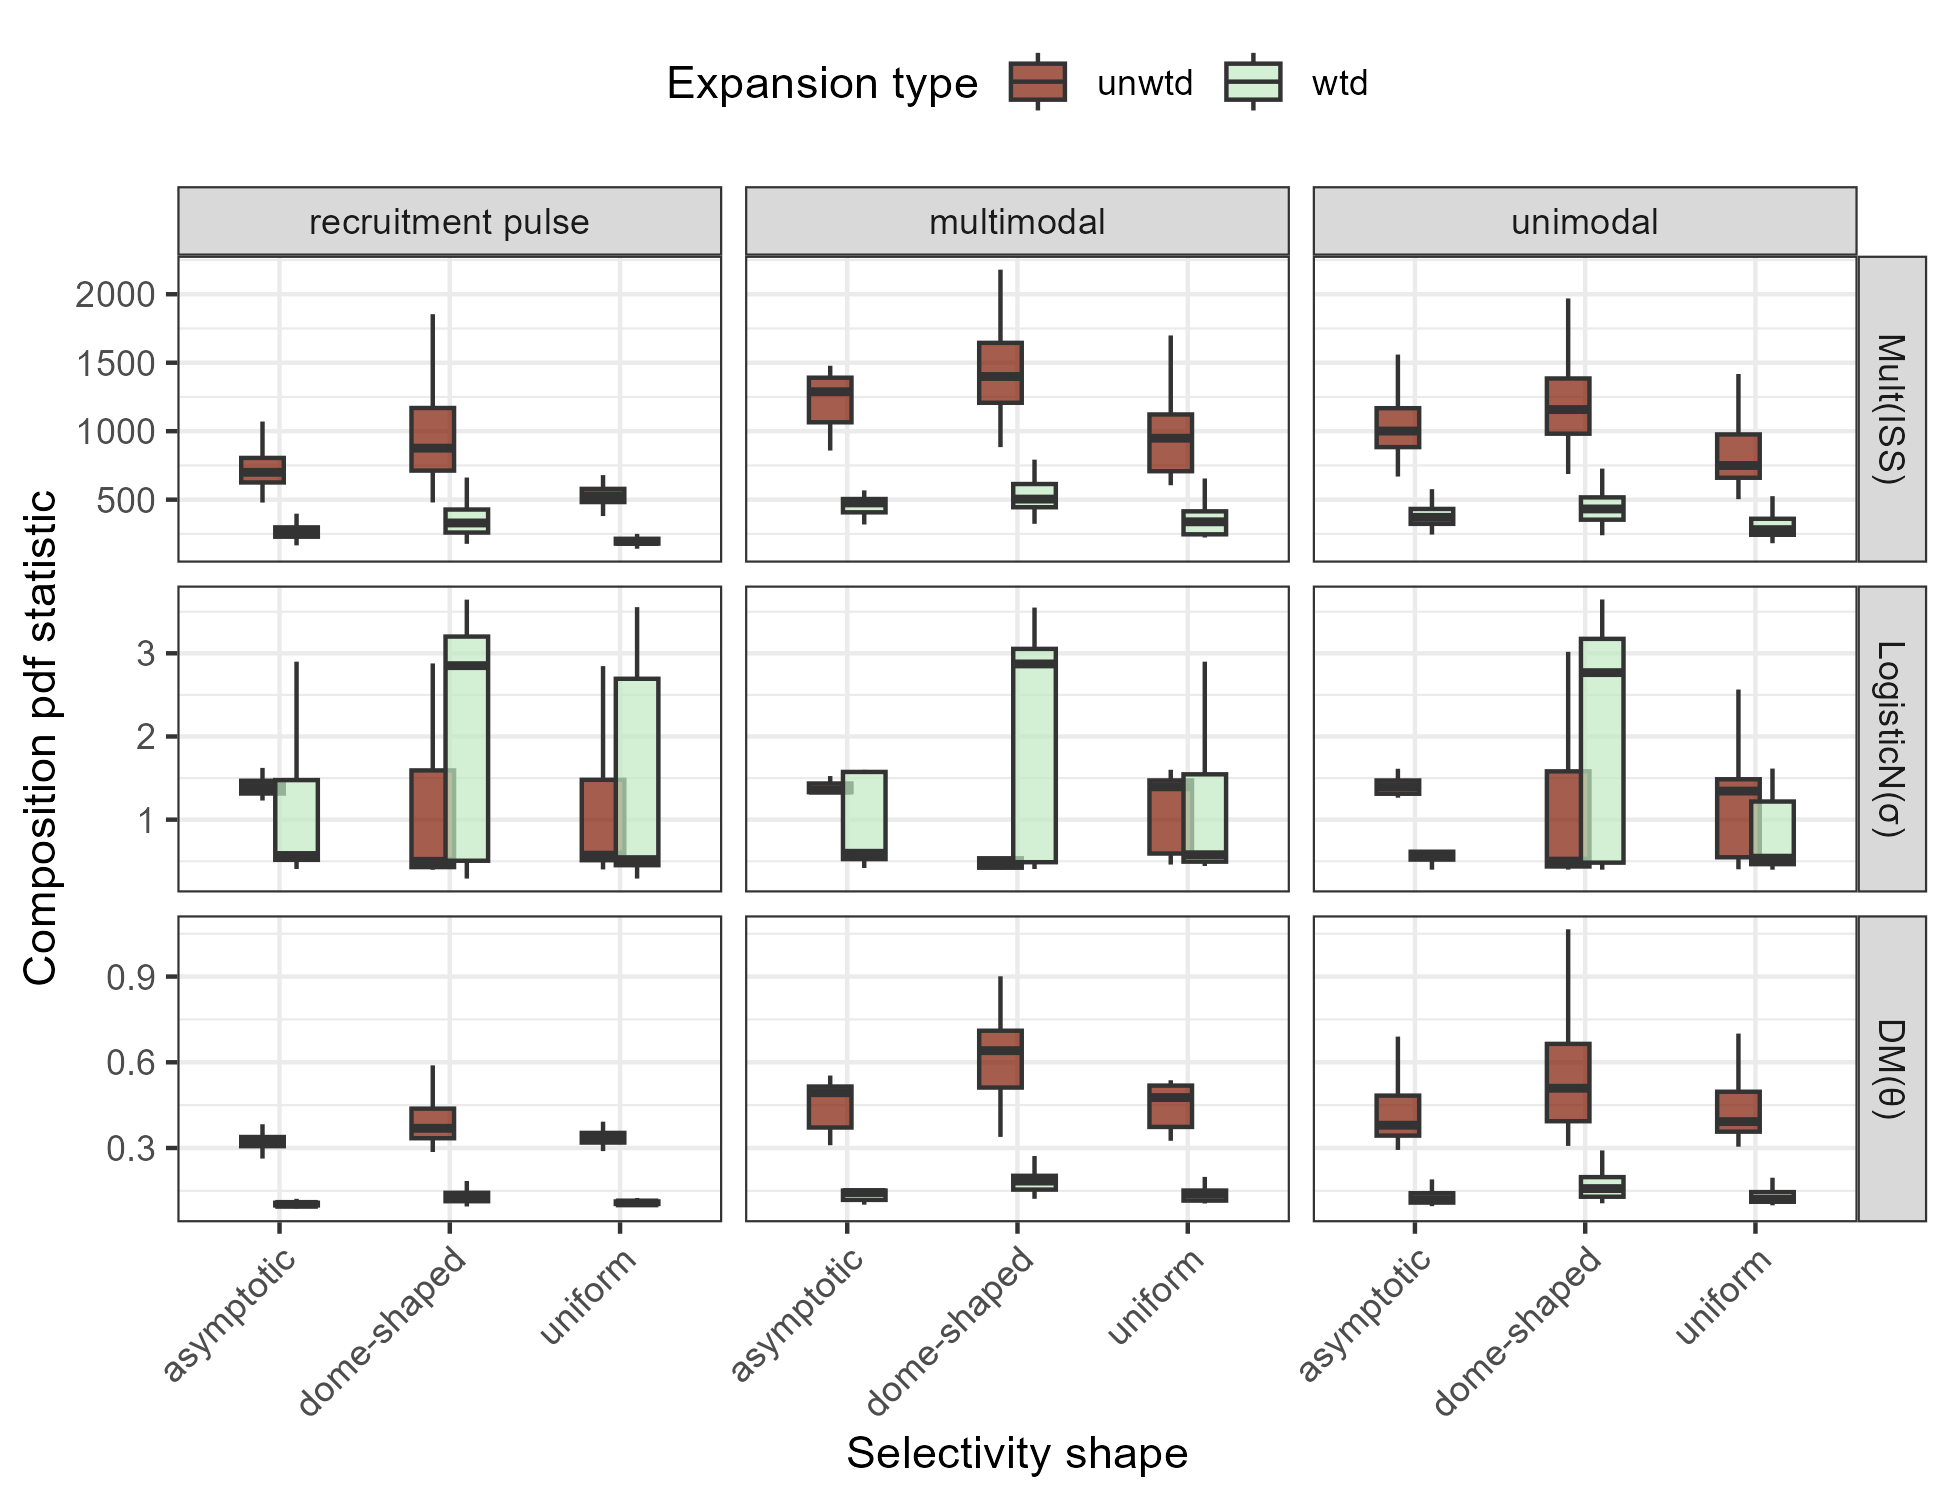 Expansion type unwtd wtd
recruitment pulse multimodal unimodal
2000
1500
1000
500
Mult(ISS)
3
2
1
LogisticN(σ)
0.9
0.6
0.3
DM(θ)
Composition pdf statistic
asymptotic dome-shaped uniform asymptotic dome-shaped uniform asymptotic dome-shaped uniform
Selectivity shape